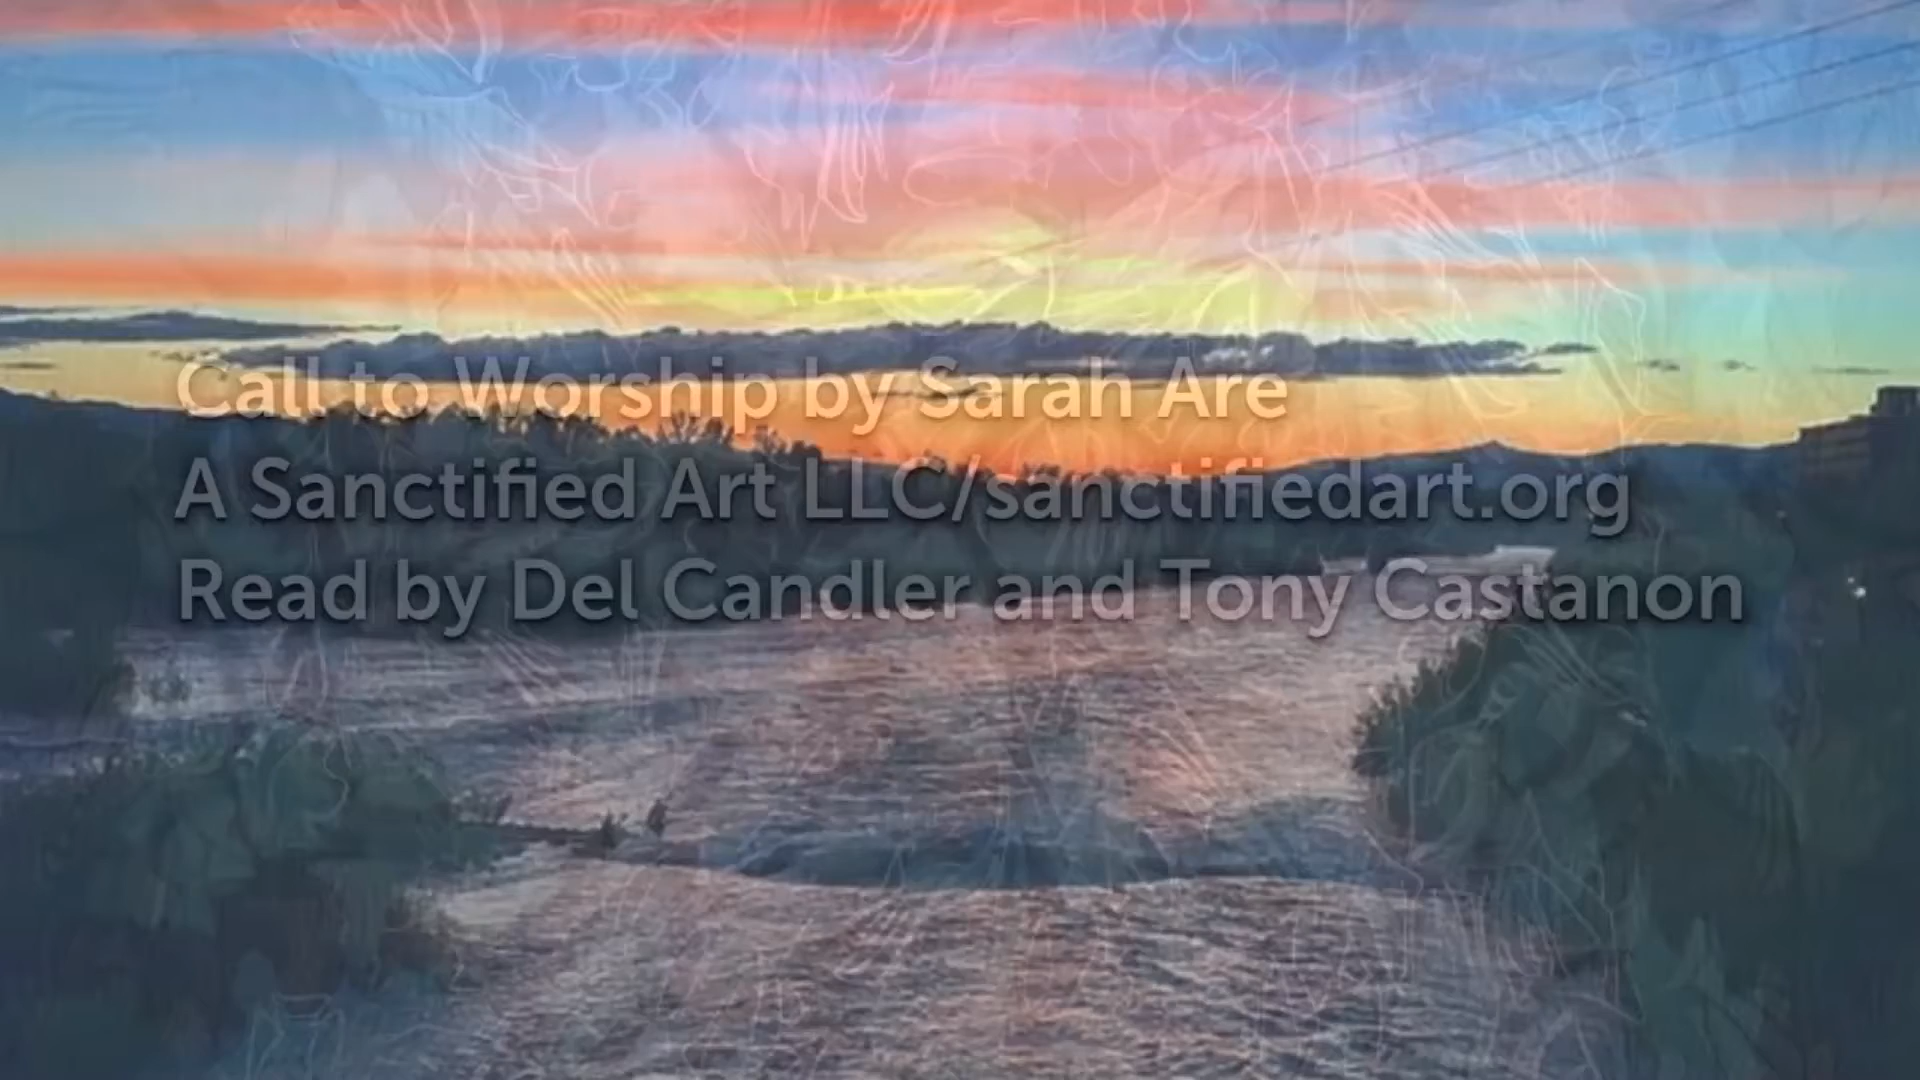 Call to Worship by Sarah Are
A Sanctified Art LLC/sanctifiedart.org
Read by Del Candler and Tony Castanon